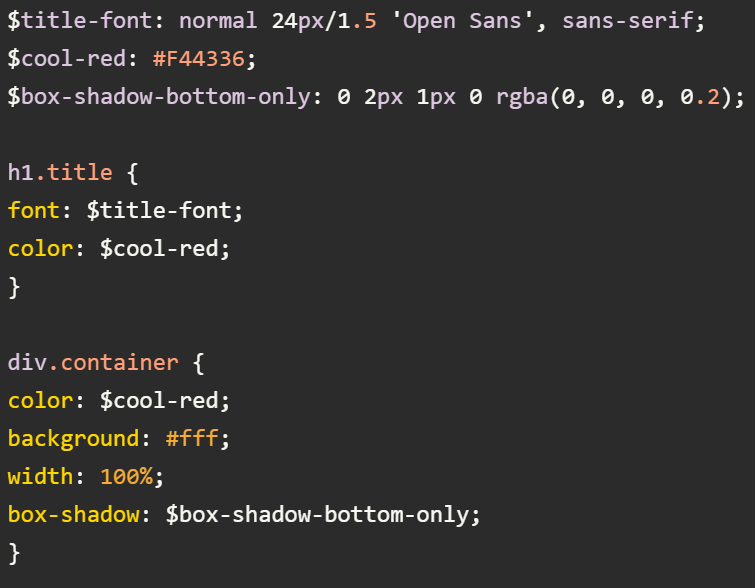 $title-font: normal 24px/1.5 'Open Sans', sans-serif;
$cool-red: #F44336;
$box-shadow-bottom-only: 0 2px 1px 0 rgba(0, 0, 0, 0.2);
h1.title {
font: $title-font;
color: $cool-red;
}
div.container {
color: $cool-red;
background: #fff;
width: 100%;
box-shadow: $box-shadow-bottom-only;
}